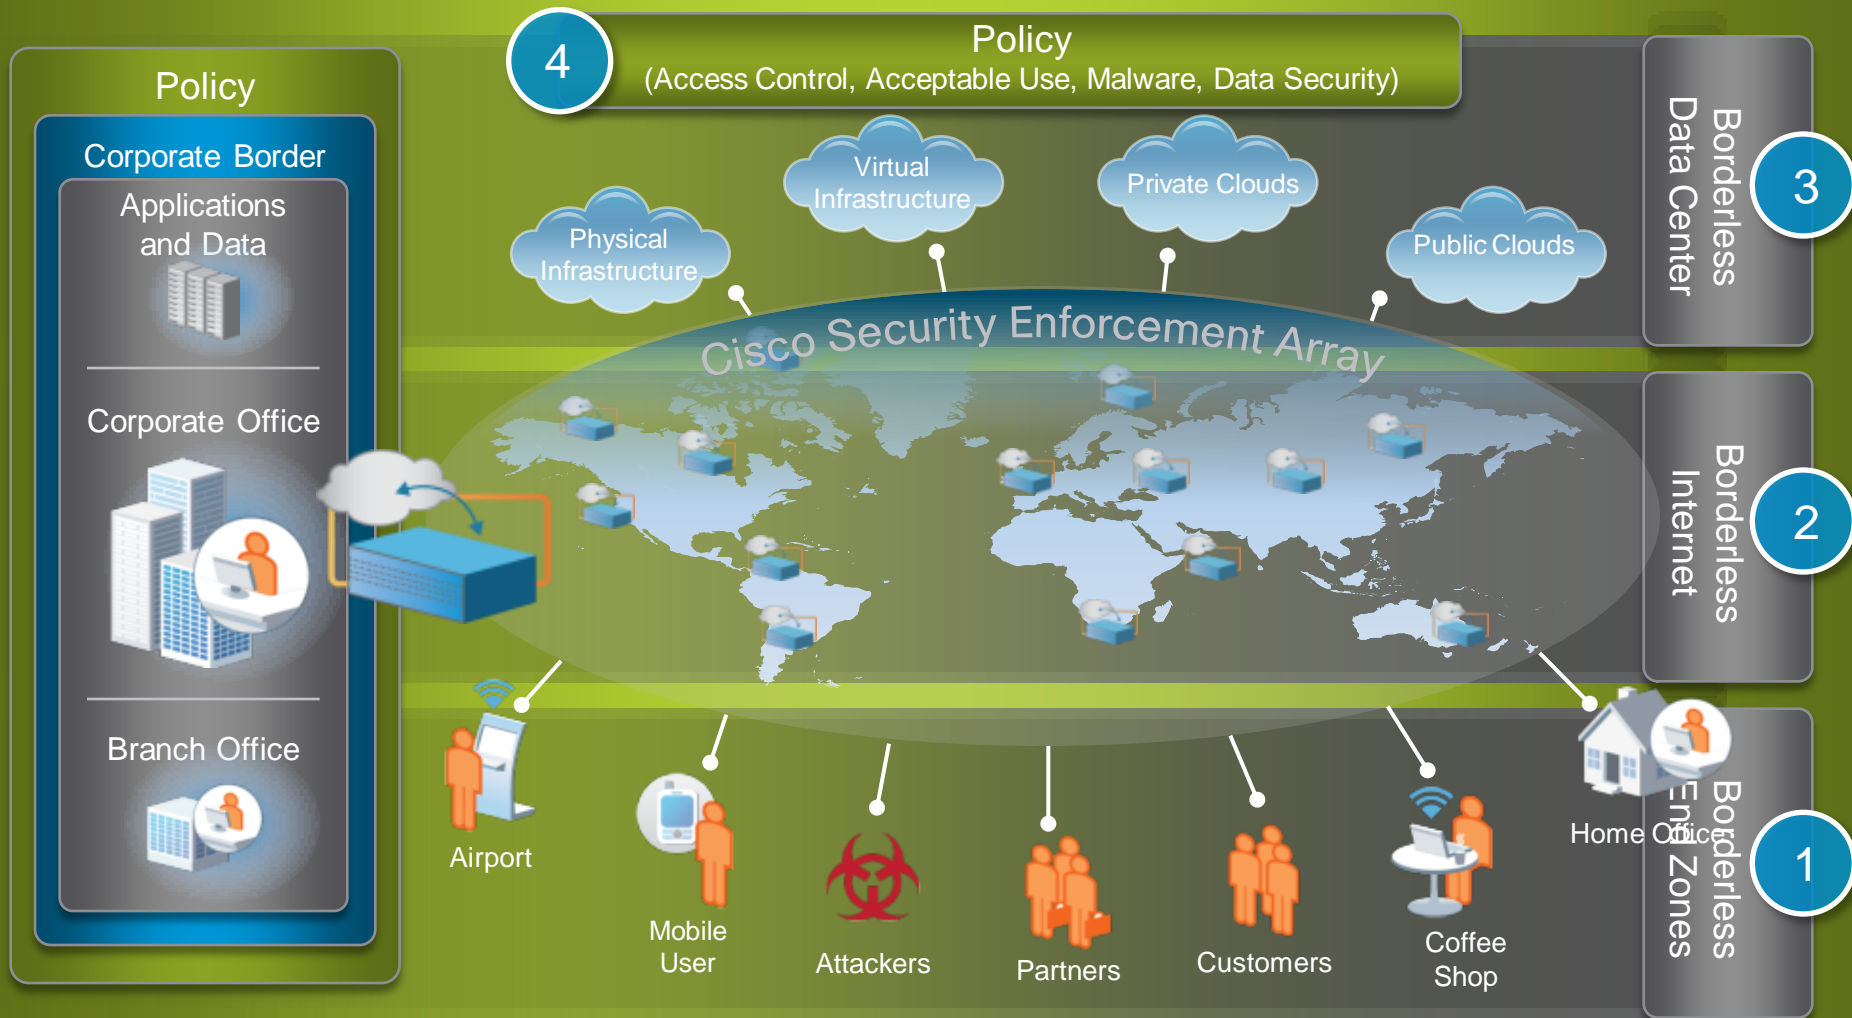 4
Policy
(Access Control, Acceptable Use, Malware, Data Security)
Policy
Corporate Border
Applications
and Data
Corporate Office
Branch Office
Physical
Infrastructure
Virtual
Infrastructure
Private Clouds
Public Clouds
Cisco Security Enforcement Array
Borderless
Data Center
3
Borderless
Internet
2
Borderless
End Zones
1
Airport
Mobile
User
Attackers
Partners
Customers
Coffee
Shop
Home Office